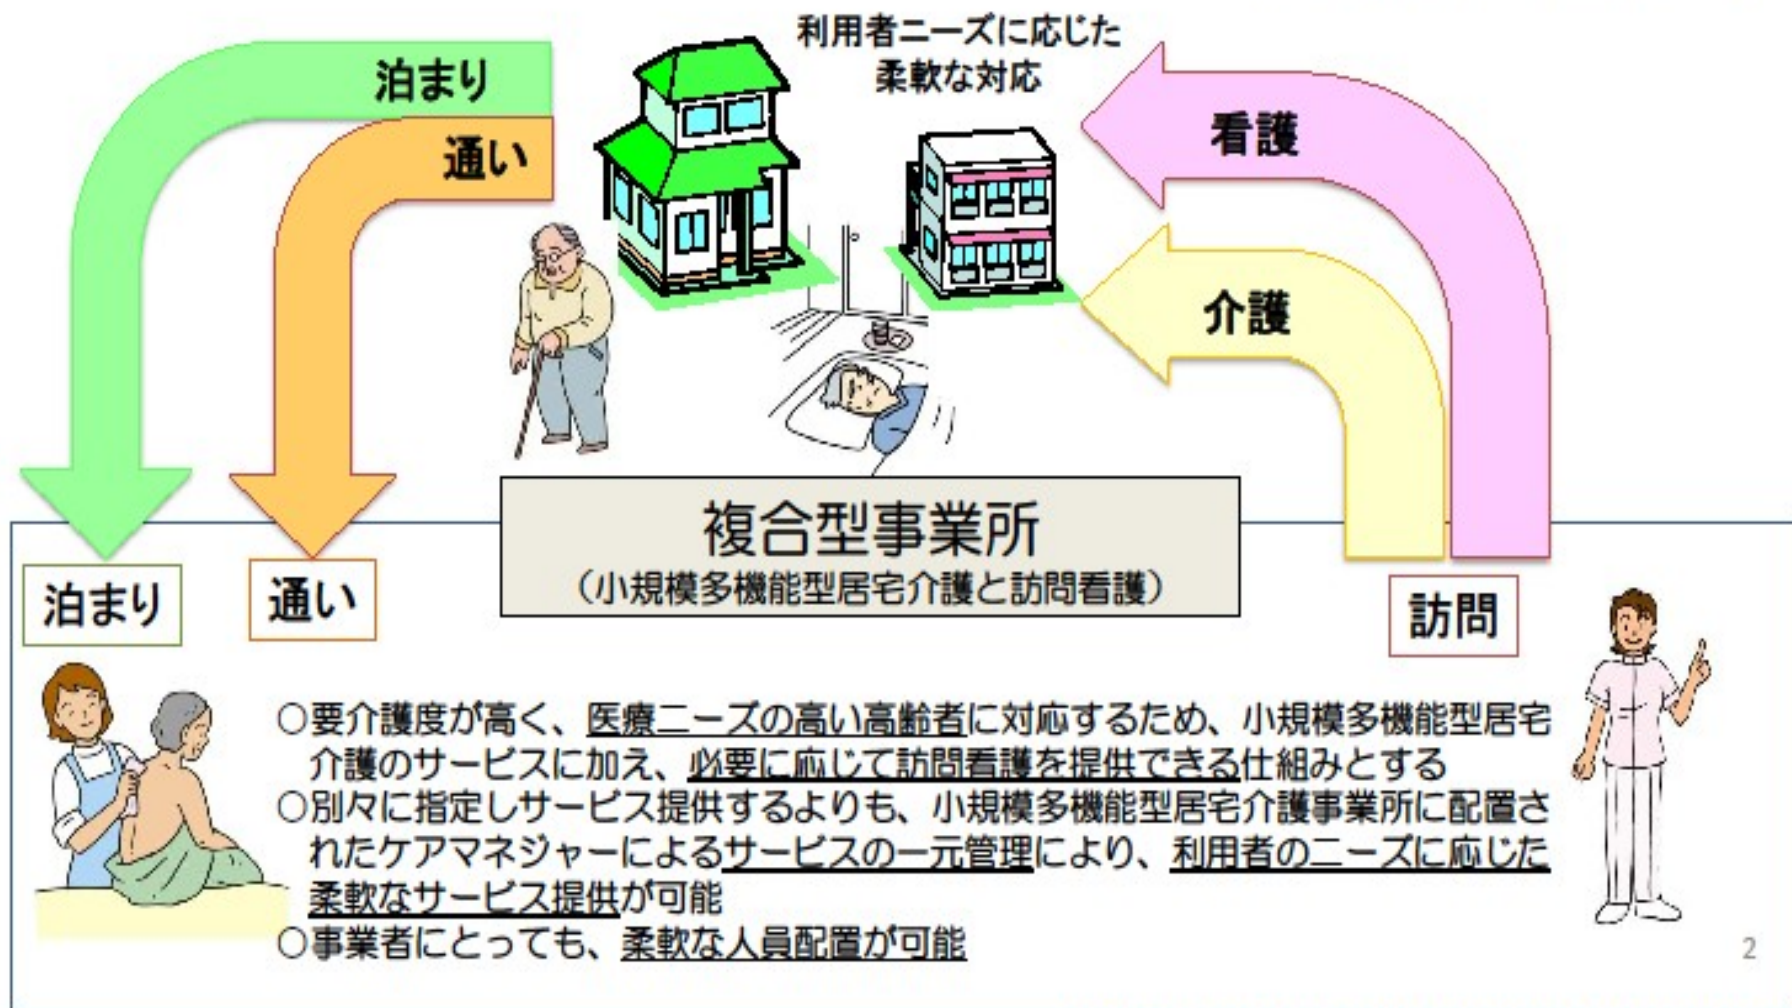 利用者ニーズに応じた
柔軟な対応
泊まり
通い
看護
介護
複合型事業所
（小規模多機能型居宅介護と訪問看護）
泊まり
通い
訪問
○要介護度が高く、医療ニーズの高い高齢者に対応するため、小規模多機能型居宅
介護のサービスに加え、必要に応じて訪問看護を提供できる仕組みとする
○別々に指定しサービス提供するよりも、小規模多機能型居宅介護事業所に配置さ
れたケアマネジャーによるサービスの一元管理により、利用者のニーズに応じた
柔軟なサービス提供が可能
○事業者にとっても、柔軟な人員配置が可能
2